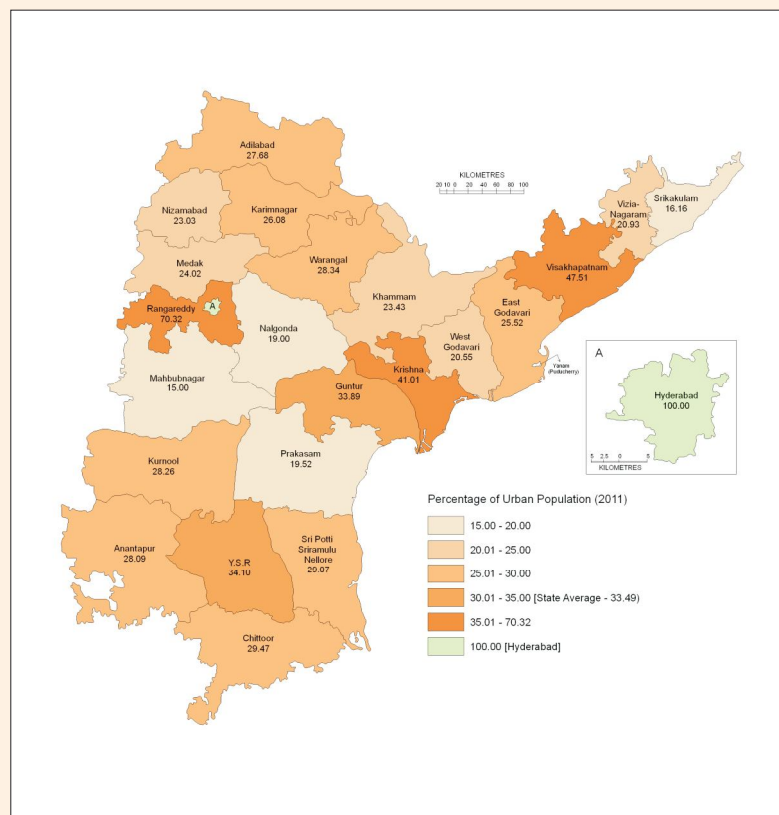 Adilabad
27.68
KILOMETRES
20 10 0 20 40 60 80 100
Nizamabad
23.03
Karimnagar
26.08
Vizia-
Nagaram
20.93
Srikakulam
16.16
Medak
24.02
Warangal
28.34
Visakhapatnam
47.51
Khammam
23.43
East
Godavari
25.52
Rangareddy
70.32
A
Nalgonda
19.00
West
Godavari
20.55
Krishna
41.01
Yanam
(Puducherry)
Mahbubnagar
15.00
Guntur
33.89
A
Hyderabad
100.00
5 2.5 0 5
KILOMETRES
Prakasam
19.52
Kurnool
28.26
Percentage of Urban Population (2011)
15.00 - 20.00
20.01 - 25.00
25.01 - 30.00
30.01 - 35.00 [State Average - 33.49)
35.01 - 70.32
100.00 [Hyderabad]
Anantapur
28.09
Y.S.R
34.10
Sri Potti
Sriramulu
Nellore
Chittoor
29.47